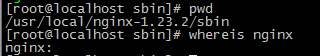 [root@localhost sbin]# pwd
/usr/local/nginx-1.23.2/sbin
[root@localhost sbin]# whereis nginx
nginx: